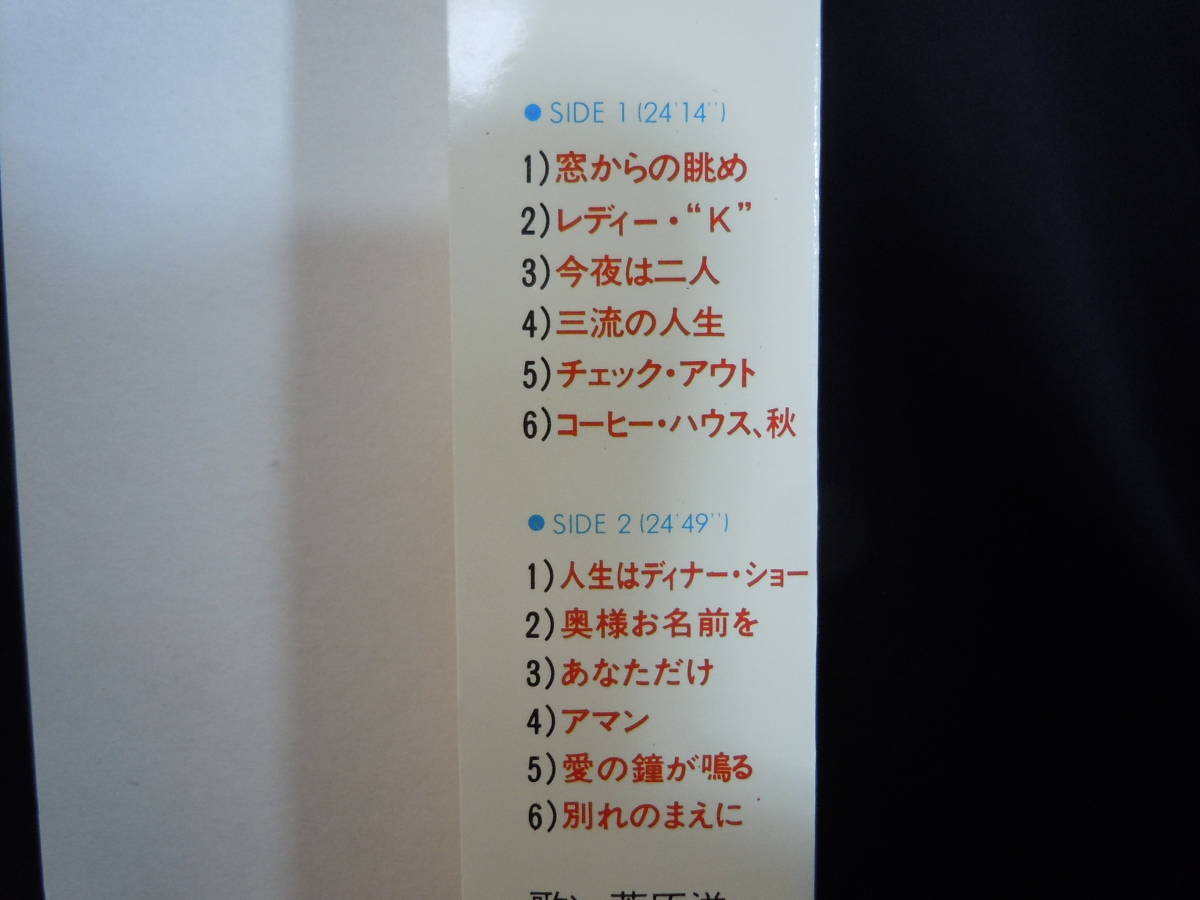 ● SIDE 1 (24'14'')
1)窓からの眺め
2)レディー・“K”
3)今夜は二人
4)三流の人生
5)チェック・アウト
6)コーヒー・ハウス、秋
● SIDE 2 (24'49'')
1)人生はディナー・ショー
2)奥様お名前を
3)あなただけ
4)アマン
5)愛の鐘が鳴る
6)別れのまえに